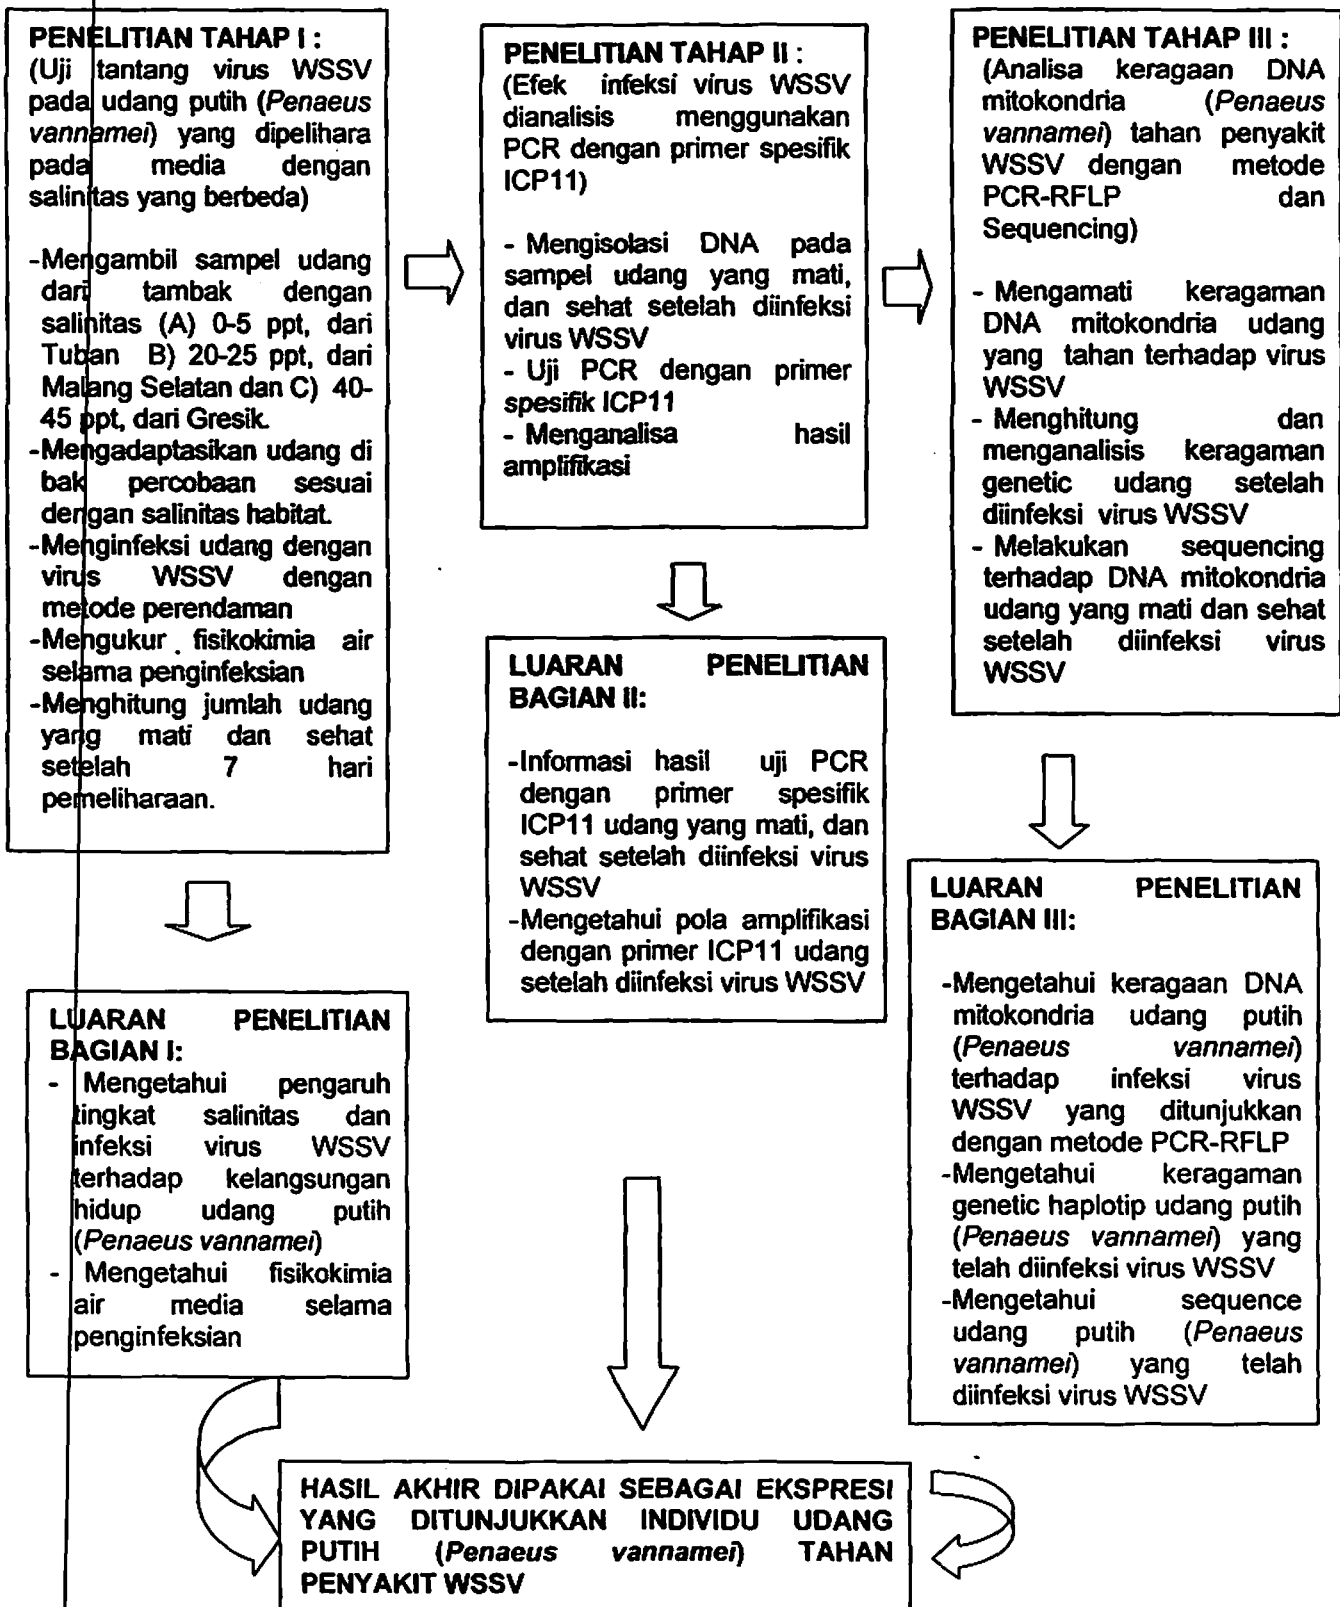 PENELITIAN TAHAP I :
(Uji tantang virus WSSV
pada udang putih (Penaeus
vannamei) yang dipelihara
pada media dengan
salinitas yang berbeda)
-Mengambil sampel udang
dari tambak dengan
salinitas (A) 0-5 ppt, dari
Tuban B) 20-25 ppt, dari
Malang Selatan dan C) 40-
45 ppt, dari Gresik.
-Mengadaptasikan udang di
bak percobaan sesuai
dengan salinitas habitat.
-Menginfeksi udang dengan
virus WSSV dengan
metode perendaman
-Mengukur fisikokimia air
selama penginfeksian
-Menghitung jumlah udang
yang mati dan sehat
setelah 7 hari
pemeliharaan.
PENELITIAN TAHAP II :
(Efek infeksi virus WSSV
dianalisis menggunakan
PCR dengan primer spesifik
ICP11)
- Mengisolasi DNA pada
sampel udang yang mati,
dan sehat setelah diinfeksi
virus WSSV
- Uji PCR dengan primer
spesifik ICP11
- Menganalisa hasil
amplifikasi
PENELITIAN TAHAP III :
(Analisa keragaan DNA
mitokondria (Penaeus
vannamei) tahan penyakit
WSSV dengan metode
PCR-RFLP dan
Sequencing)
- Mengamati keragaman
DNA mitokondria udang
yang tahan terhadap virus
WSSV
- Menghitung dan
menganalisis keragaman
genetic udang setelah
diinfeksi virus WSSV
- Melakukan sequencing
terhadap DNA mitokondria
udang yang mati dan sehat
setelah diinfeksi virus
WSSV
LUARAN PENELITIAN
BAGIAN I:
- Mengetahui pengaruh
tingkat salinitas dan
infeksi virus WSSV
terhadap kelangsungan
hidup udang putih
(Penaeus vannamei)
- Mengetahui fisikokimia
air media selama
penginfeksian
LUARAN PENELITIAN
BAGIAN II:
-Informasi hasil uji PCR
dengan primer spesifik
ICP11 udang yang mati, dan
sehat setelah diinfeksi virus
WSSV
-Mengetahui pola amplifikasi
dengan primer ICP11 udang
setelah diinfeksi virus WSSV
LUARAN PENELITIAN
BAGIAN III:
-Mengetahui keragaan DNA
mitokondria udang putih
(Penaeus vannamei)
terhadap infeksi virus
WSSV yang ditunjukkan
dengan metode PCR-RFLP
-Mengetahui keragaman
genetic haplotip udang putih
(Penaeus vannamei) yang
telah diinfeksi virus WSSV
-Mengetahui sequence
udang putih (Penaeus
vannamei) yang telah
diinfeksi virus WSSV
HASIL AKHIR DIPAKAI SEBAGAI EKSPRESI
YANG DITUNJUKKAN INDIVIDU UDANG
PUTIH (Penaeus vannamei) TAHAN
PENYAKIT WSSV